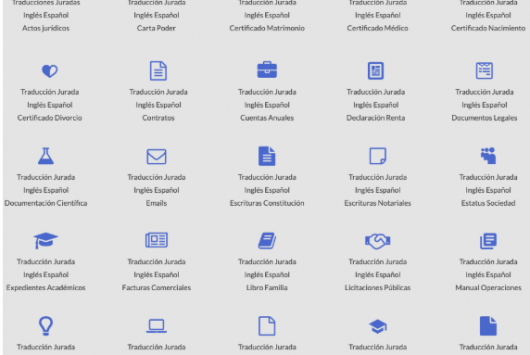 Traducciones Juradas
Inglés Español
Actos jurídicos
Traducción Jurada
Inglés Español
Carta Poder
Traducción Jurada
Inglés Español
Certificado Matrimonio
Traducción Jurada
Inglés Español
Certificado Médico
Traducción Jurada
Inglés Español
Certificado Nacimiento
Traducción Jurada
Inglés Español
Certificado Divorcio
Traducción Jurada
Inglés Español
Contratos
Traducción Jurada
Inglés Español
Cuentas Anuales
Traducción Jurada
Inglés Español
Declaración Renta
Traducción Jurada
Inglés Español
Documentos Legales
Traducción Jurada
Inglés Español
Documentación Científica
Traducción Jurada
Inglés Español
Emails
Traducción Jurada
Inglés Español
Escrituras Constitución
Traducción Jurada
Inglés Español
Escrituras Notariales
Traducción Jurada
Inglés Español
Estatus Sociedad
Traducción Jurada
Inglés Español
Expedientes Académicos
Traducción Jurada
Inglés Español
Facturas Comerciales
Traducción Jurada
Inglés Español
Libro Familia
Traducción Jurada
Inglés Español
Licitaciones Públicas
Traducción Jurada
Inglés Español
Manual Operaciones
Traducción Jurada
Traducción Jurada
Traducción Jurada
Traducción Jurada
Traducción Jurada